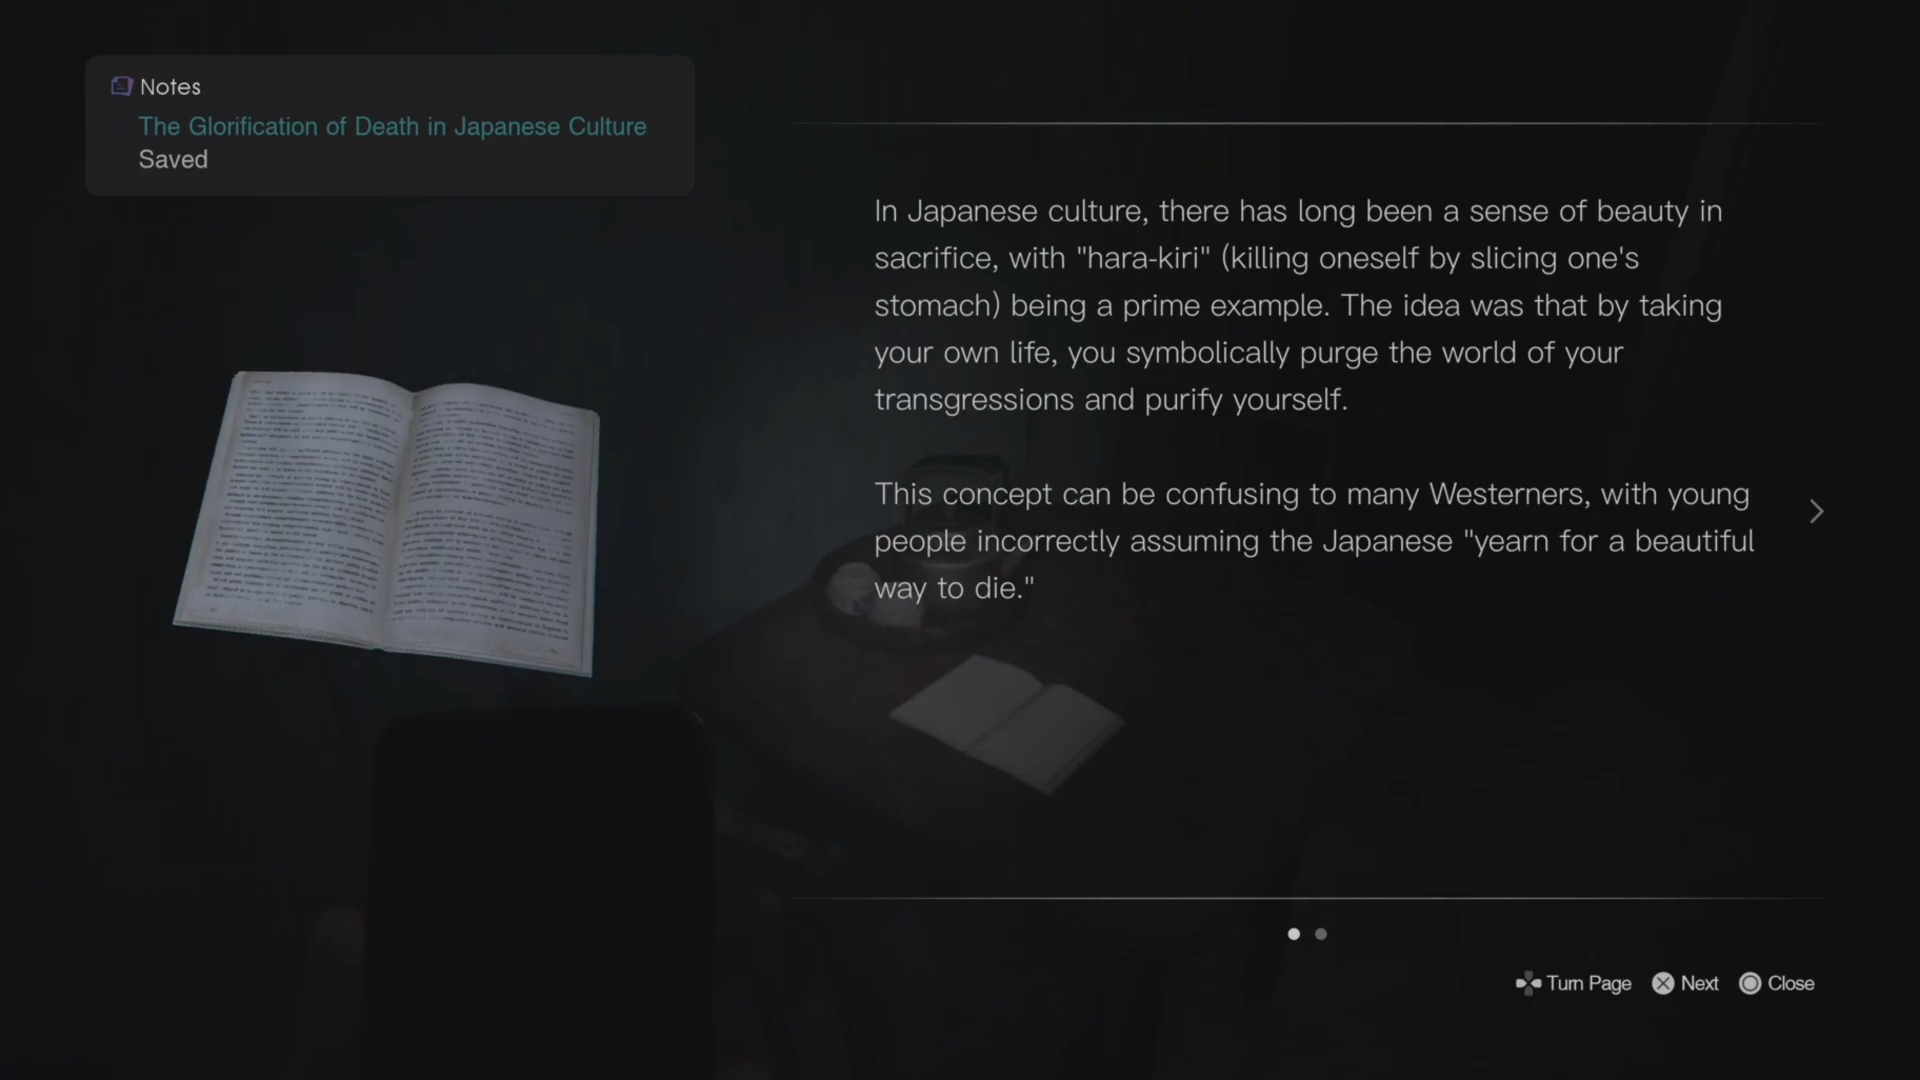 Notes
The Glorification of Death in Japanese Culture
Saved
In Japanese culture, there has long been a sense of beauty in
sacrifice, with "hara-kiri" (killing oneself by slicing one's
stomach) being a prime example. The idea was that by taking
your own life, you symbolically purge the world of your
transgressions and purify yourself.
This concept can be confusing to many Westerners, with young
people incorrectly assuming the Japanese "yearn for a beautiful
way to die."
Turn Page Next Close